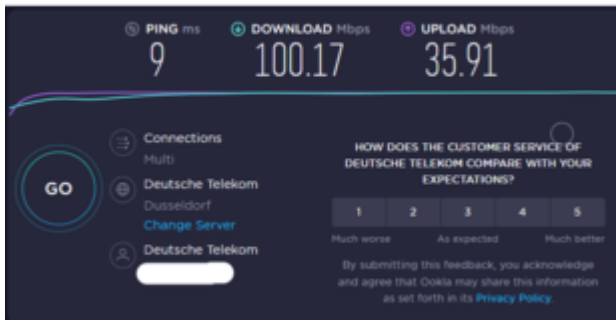 PING ms
DOWNLOAD Mbps
UPLOAD Mbps
9
100.17
35.91
GO
Connections
Multi
Deutsche Telekom
Dusseldorf
Change Server
Deutsche Telekom
HOW DOES THE CUSTOMER SERVICE OF
DEUTSCHE TELEKOM COMPARE WITH YOUR
EXPECTATIONS?
1 2 3 4 5
Much worse As expected Much better
By submitting this feedback, you acknowledge
and agree that Ookla may share this information
as set forth in its Privacy Policy.